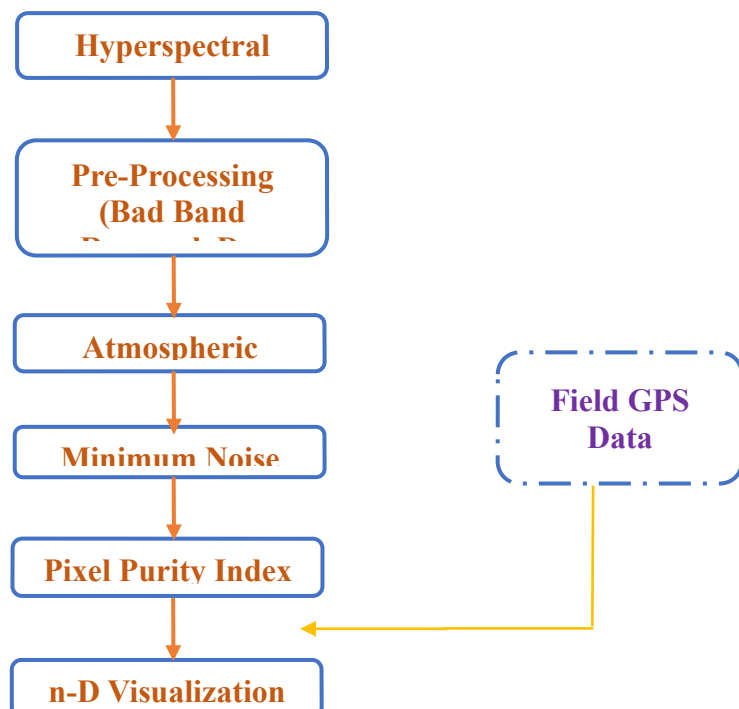 Hyperspectral
Pre-Processing
(Bad Band
Atmospheric
Minimum Noise
Pixel Purity Index
n-D Visualization
Field GPS
Data